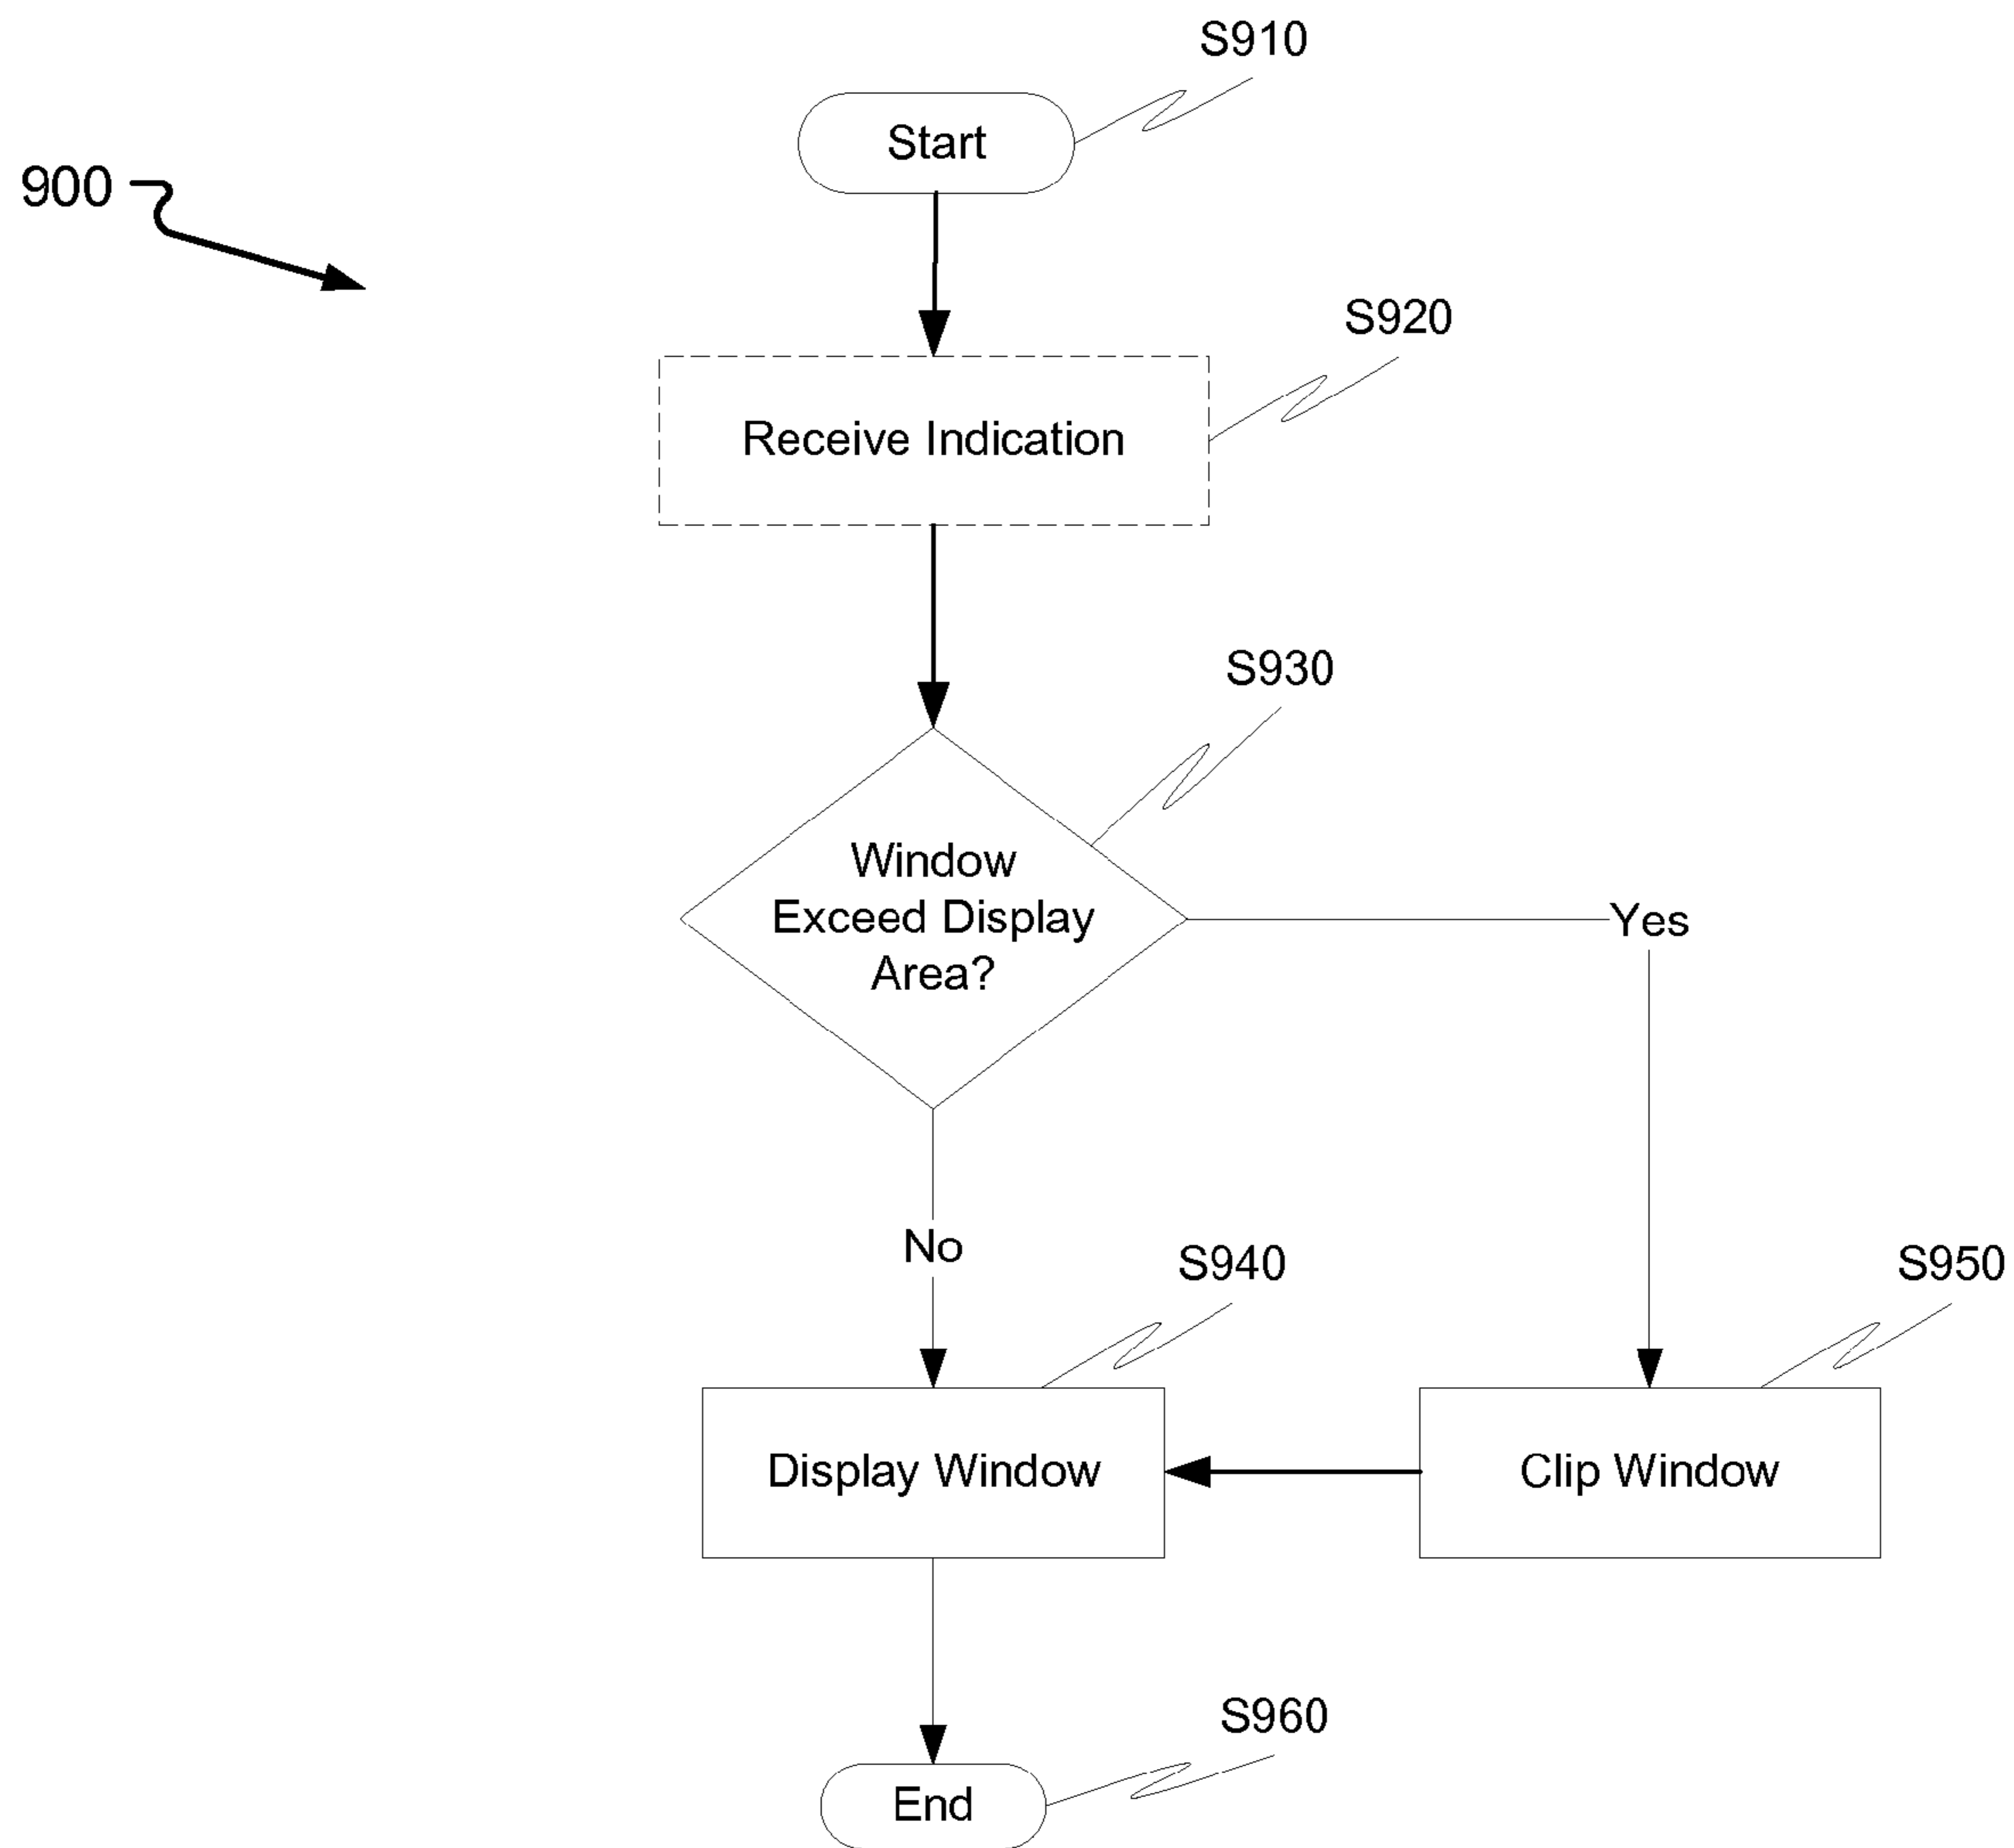 S910
Start
900
S920
Receive Indication
S930
Window
Exceed Display
Area?
Yes
No
S940
S950
Display Window
Clip Window
S960
End